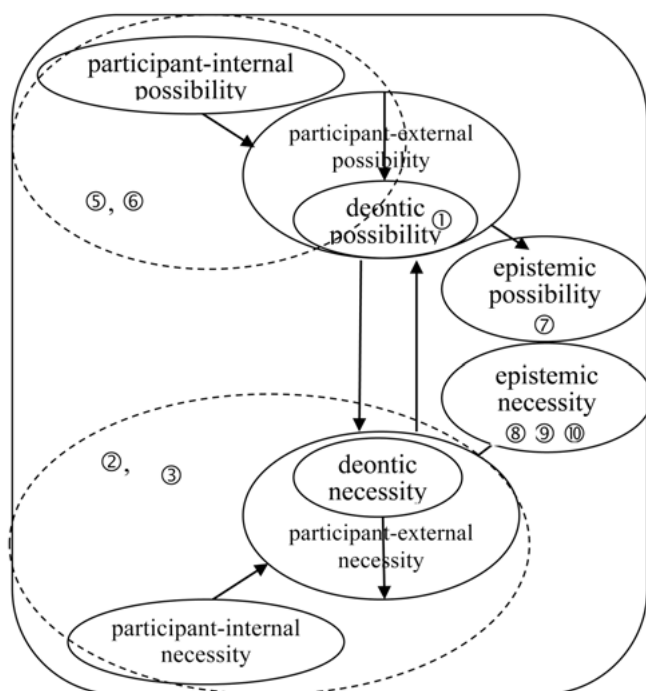 participant-internal
possibility
participant-external
possibility
⑤, ⑥
deontic ①
possibility
epistemic
possibility
⑦
epistemic
necessity
⑧ ⑨ ⑩
②, ③
deontic
necessity
participant-external
necessity
participant-internal
necessity